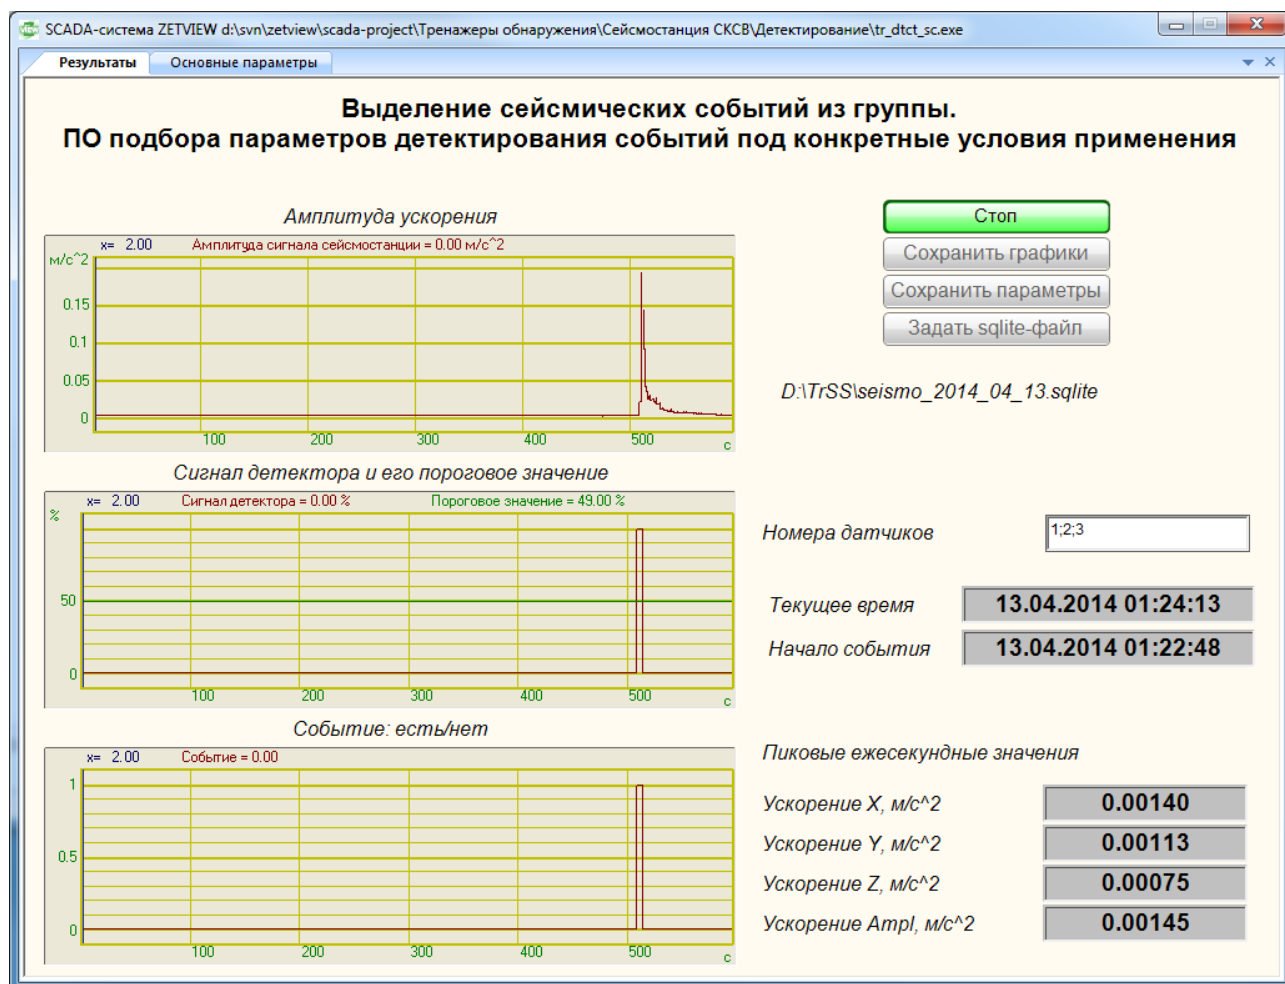 SCADA-система ZETVIEW d:\svn\zetview\scada-project\Тренажеры обнаружения\Сейсмостанция СКСВ\Детектирование\tr_dtct_sc.exe
Результаты
Основные параметры
Выделение сейсмических событий из группы.
ПО подбора параметров детектирования событий под конкретные условия применения
Амплитуда ускорения
x= 2.00 Амплитуда сигнала сейсмостанции = 0.00 м/с^2
м/с^2
0.15
0.1
0.05
0
100 200 300 400 500 с
Сигнал детектора и его пороговое значение
x= 2.00 Сигнал детектора = 0.00 % Пороговое значение = 49.00 %
%
50
0
100 200 300 400 500 с
Событие: есть/нет
x= 2.00 Событие = 0.00
1
0.5
0
100 200 300 400 500 с
Стоп
Сохранить графики
Сохранить параметры
Задать sqlite-файл
D:\TrSS\seismo_2014_04_13.sqlite
Номера датчиков 1;2;3
Текущее время 13.04.2014 01:24:13
Начало события 13.04.2014 01:22:48
Пиковые ежесекундные значения
Ускорение X, м/с^2 0.00140
Ускорение Y, м/с^2 0.00113
Ускорение Z, м/с^2 0.00075
Ускорение Ampl, м/с^2 0.00145